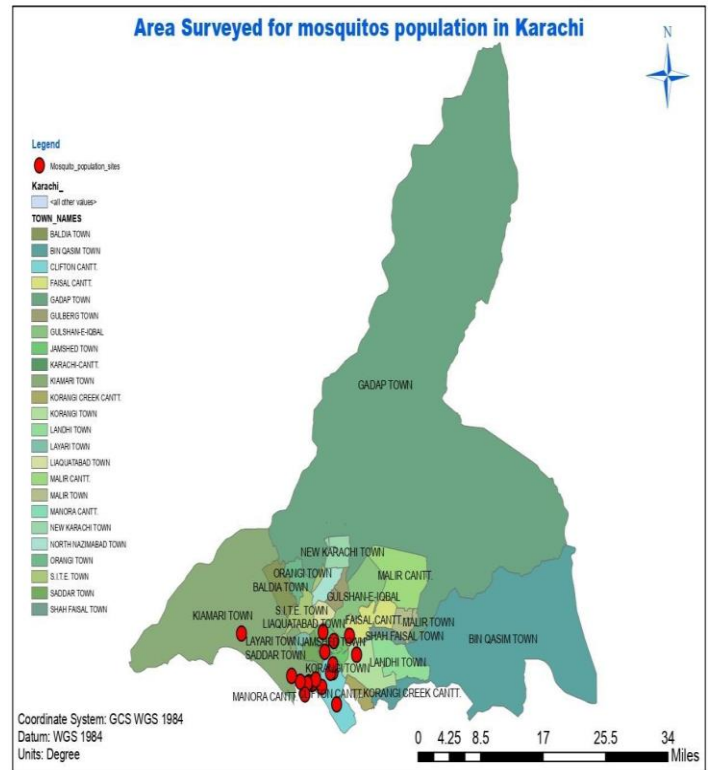 Area Surveyed for mosquitos population in Karachi
N
Legend
Mosquito_population_sites
Karachi_
<all other values>
TOWN_NAMES
BALDIA TOWN
BIN QASIM TOWN
CLIFTON CANTT.
FAISAL CANTT.
GADAP TOWN
GULBERG TOWN
GULSHAN-E-IQBAL
JAMSHED TOWN
KARACHI-CANTT.
KIAMARI TOWN
KORANGI CREEK CANTT.
KORANGI TOWN
LANDHI TOWN
LAYARI TOWN
LIAQUATABAD TOWN
MALIR CANTT.
MALIR TOWN
MANORA CANTT.
NEW KARACHI TOWN
NORTH NAZIMABAD TOWN
ORANGI TOWN
S.I.T.E. TOWN
SADDAR TOWN
SHAH FAISAL TOWN
GADAP TOWN
NEW KARACHI TOWN
ORANGI TOWN
MALIR CANTT.
BALDIA TOWN
GULSHAN-E-IQBAL
S.I.T.E. TOWN
KIAMARI TOWN
LIAQUATABAD TOWN
FAISAL CANTT.
MALIR TOWN
LAYARI TOWN
JAMSHED TOWN
SHAH FAISAL TOWN
BIN QASIM TOWN
SADDAR TOWN
KORANGI TOWN
LANDHI TOWN
MANORA CANTT.
CLIFTON CANTT.
KORANGI CREEK CANTT.
Coordinate System: GCS WGS 1984
Datum: WGS 1984
Units: Degree
0 4.25 8.5 17 25.5 34
Miles